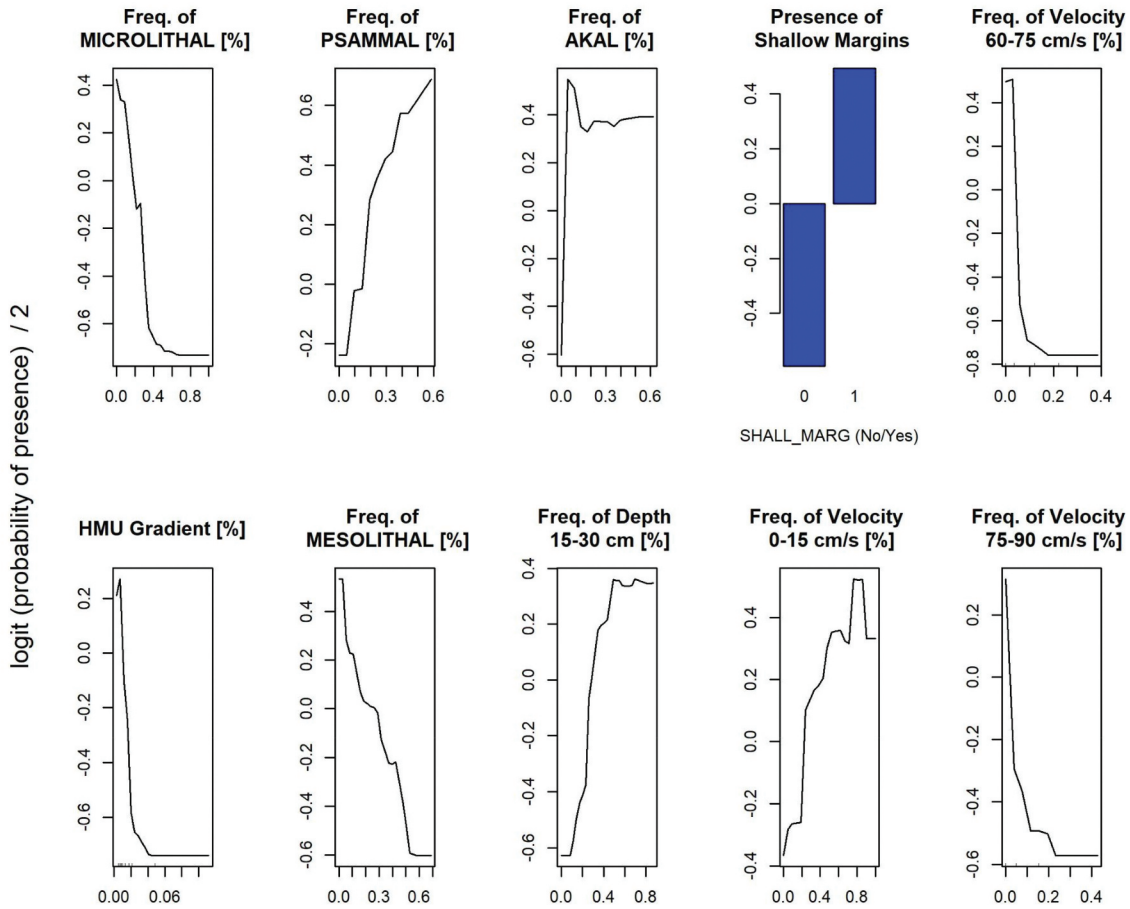 Freq. of
MICROLITHAL [%]
Freq. of
PSAMMAL [%]
Freq. of
AKAL [%]
Presence of
Shallow Margins
Freq. of Velocity
60-75 cm/s [%]
0.4
0.2
0.0
-0.2
-0.4
-0.6
0.0 0.4 0.8
0.6
0.4
0.2
0.0
-0.2
0.0 0.2 0.4 0.6
0.4
0.2
0.0
-0.2
-0.4
-0.6
0.0 0.2 0.4 0.6
0.4
0.2
0.0
-0.2
-0.4
0 1
SHALL_MARG (No/Yes)
0.4
0.2
0.0
-0.2
-0.4
-0.6
-0.8
0.0 0.2 0.4
logit (probability of presence) / 2
HMU Gradient [%]
Freq. of
MESOLITHAL [%]
Freq. of Depth
15-30 cm [%]
Freq. of Velocity
0-15 cm/s [%]
Freq. of Velocity
75-90 cm/s [%]
0.2
0.0
-0.2
-0.4
-0.6
0.00 0.06
0.4
0.2
0.0
-0.2
-0.4
-0.6
0.0 0.2 0.4 0.6
0.4
0.2
0.0
-0.2
-0.4
-0.6
0.0 0.4 0.8
0.4
0.2
0.0
-0.2
-0.4
0.0 0.4 0.8
0.2
0.0
-0.2
-0.4
-0.6
0.0 0.2 0.4